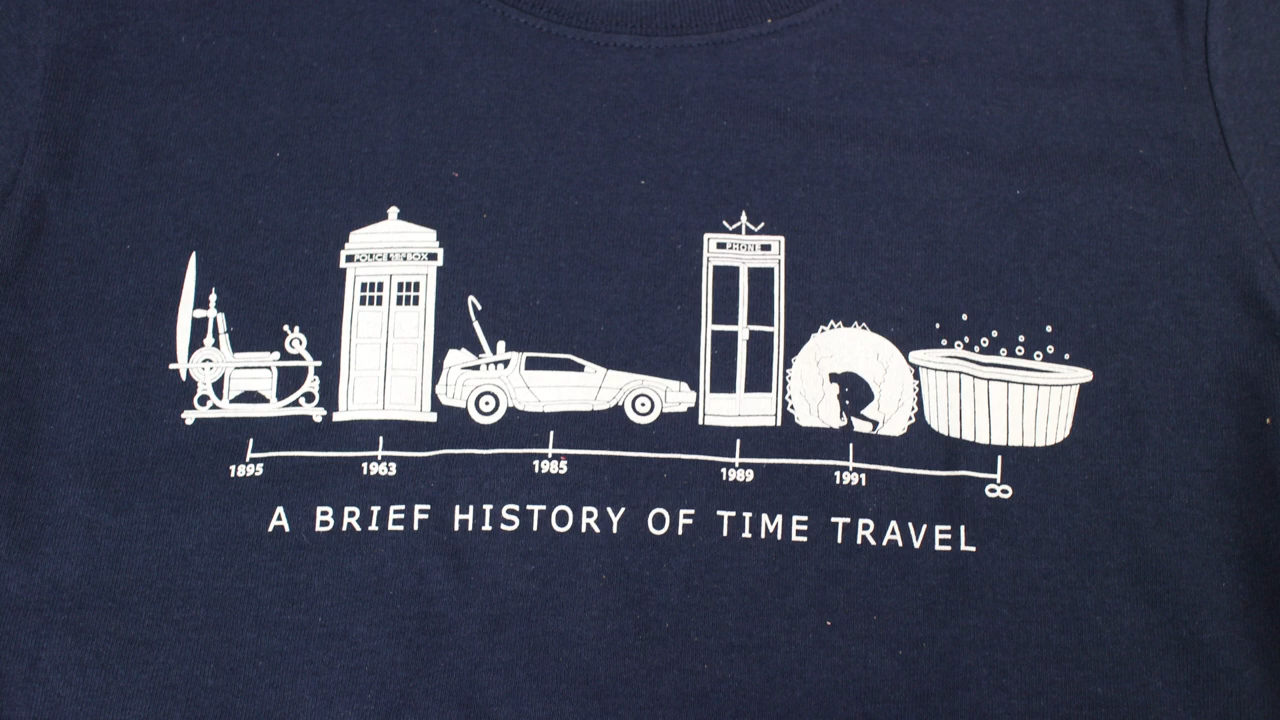 POLICE BOX
PHONE
1895 1963 1985 1989 1991 ∞
A BRIEF HISTORY OF TIME TRAVEL